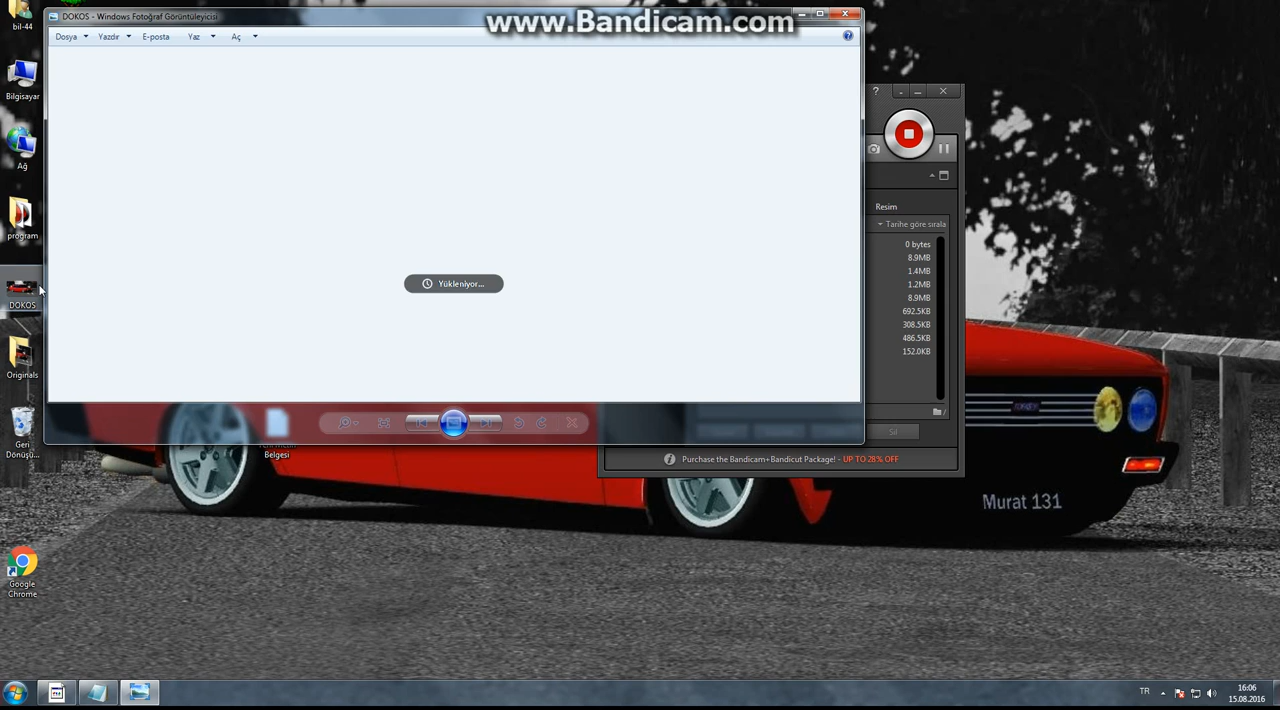 www.Bandicam.com
DOKOS - Windows Fotoğraf Görüntüleyicisi
Dosya Yazdır E-posta Yaz Aç
?
bil-44
Bilgisayar
Ağ
program
DOKOS
Originals
Geri
Dönüşü...
Google
Chrome
Yükleniyor...
Belgesi
?
Resim
Tarihe göre sırala
0 bytes
8.9MB
1.4MB
1.2MB
8.9MB
692.5KB
308.5KB
486.5KB
152.0KB
Sil
Purchase the Bandicam+Bandicut Package! - UP TO 28% OFF
Murat 131
TR
16:06
15.08.2016